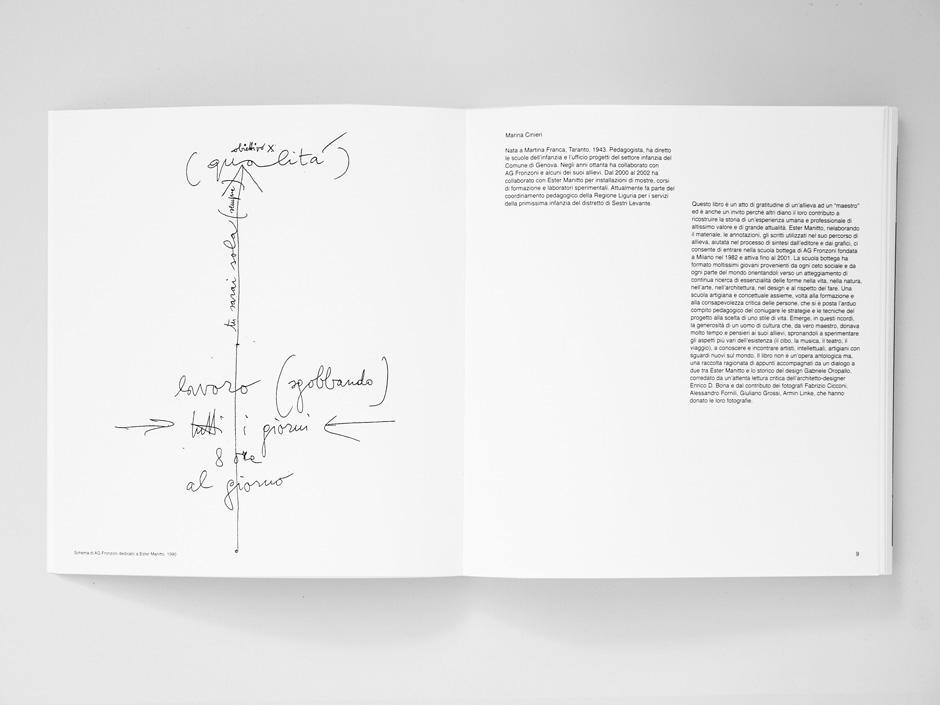 obiettivo X
(qualità)
tu sarai sola (sempre)
lavoro (sgobbando)
tutti i giorni
8 ore
al giorno
Schema di AG Fronzoni dedicato a Ester Manitto, 1990
Marina Cinieri
Nata a Martina Franca, Taranto, 1943. Pedagogista, ha diretto
le scuole dell'infanzia e l'ufficio progetti del settore infanzia del
Comune di Genova. Negli anni ottanta ha collaborato con
AG Fronzoni e alcuni dei suoi allievi. Dal 2000 al 2002 ha
collaborato con Ester Manitto per installazioni di mostre, corsi
di formazione e laboratori sperimentali. Attualmente fa parte del
coordinamento pedagogico della Regione Liguria per i servizi
della primissima infanzia del distretto di Sestri Levante.
Questo libro è un atto di gratitudine di un'allieva ad un "maestro"
ed è anche un invito perché altri diano il loro contributo a
ricostruire la storia di un'esperienza umana e professionale di
altissimo valore e di grande attualità. Ester Manitto, rielaborando
il materiale, le annotazioni, gli scritti utilizzati nel suo percorso di
allieva, aiutata nel processo di sintesi dall'editore e dai grafici, ci
consente di entrare nella scuola bottega di AG Fronzoni fondata
a Milano nel 1982 e attiva fino al 2001. La scuola bottega ha
formato moltissimi giovani provenienti da ogni ceto sociale e da
ogni parte del mondo orientandoli verso un atteggiamento di
continua ricerca di essenzialità delle forme nella vita, nella natura,
nell'arte, nell'architettura, nel design e al rispetto del fare. Una
scuola artigiana e concettuale assieme, volta alla formazione e
alla consapevolezza critica delle persone, che si è posta l'arduo
compito pedagogico del coniugare le strategie e le tecniche del
progetto alla scelta di uno stile di vita. Emerge, in questi ricordi,
la generosità di un uomo di cultura che, da vero maestro, donava
molto tempo e pensieri ai suoi allievi, spronandoli a sperimentare
gli aspetti più vari dell'esistenza (il cibo, la musica, il teatro, il
viaggio), a conoscere e incontrare artisti, intellettuali, artigiani con
sguardi nuovi sul mondo. Il libro non è un'opera antologica ma,
una raccolta ragionata di appunti accompagnati da un dialogo a
due tra Ester Manitto e lo storico del design Gabriele Oropallo,
corredato da un'attenta lettura critica dell'architetto-designer
Enrico D. Bona e dal contributo dei fotografi Fabrizio Cicconi,
Alessandro Fornili, Giuliano Grossi, Armin Linke, che hanno
donato le loro fotografie.
9